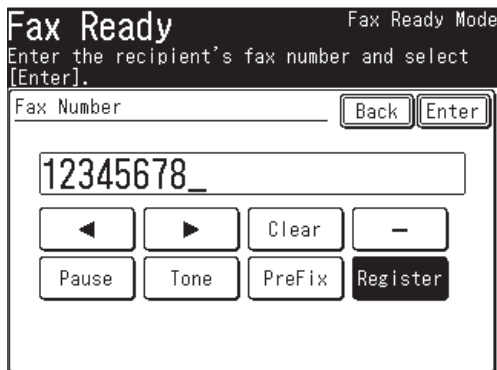 Fax Ready Fax Ready Mode
Enter the recipient's fax number and select
[Enter].
Fax Number Back Enter
12345678_
◀ ▶ Clear –
Pause Tone PreFix Register